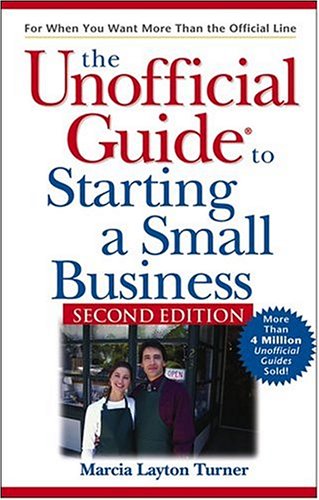 For When You Want More Than the Official Line
the
Unofficial
Guide® to
Starting
a Small
Business
SECOND EDITION
More
Than
4 Million
Unofficial
Guides
Sold!
OPEN
Marcia Layton Turner